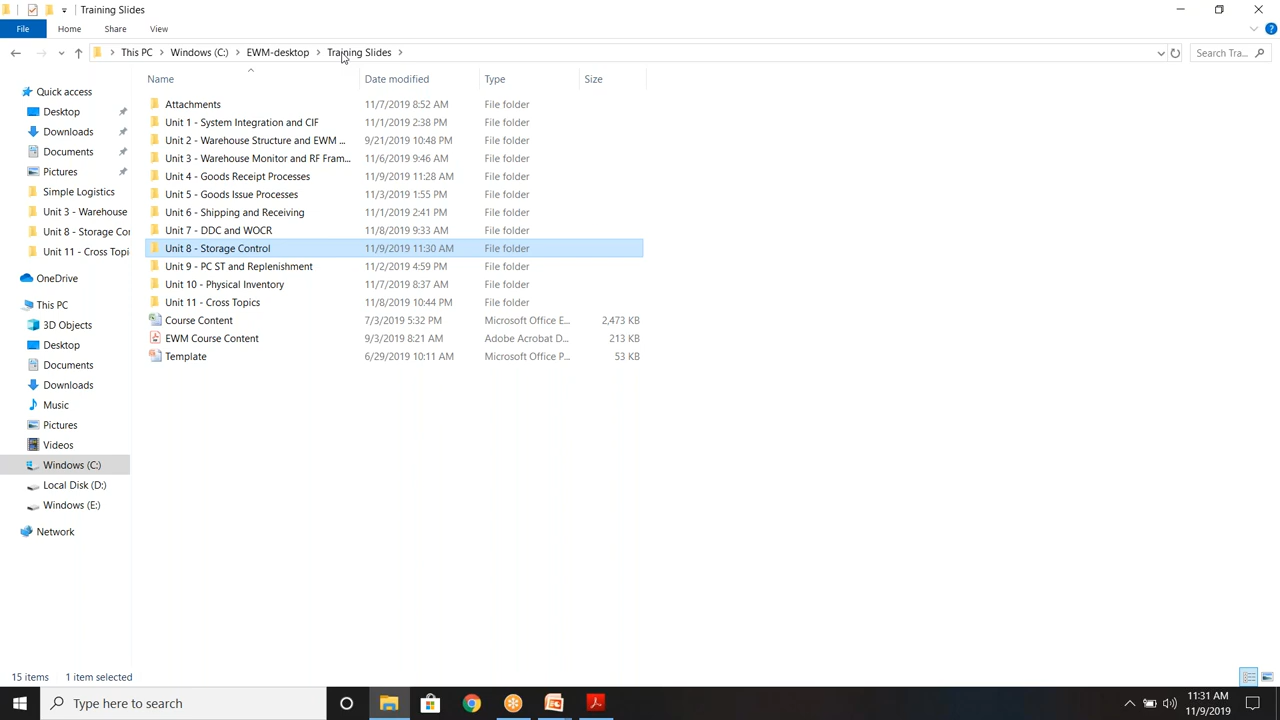 Training Slides
File Home Share View
This PC Windows (C:) EWM-desktop Training Slides Search Tra...
Name Date modified Type Size
Quick access
Desktop
Downloads
Documents
Pictures
Simple Logistics
Unit 3 - Warehouse
Unit 8 - Storage Cor
Unit 11 - Cross Topi
OneDrive
This PC
3D Objects
Desktop
Documents
Downloads
Music
Pictures
Videos
Windows (C:)
Local Disk (D:)
Windows (E:)
Network
Attachments 11/7/2019 8:52 AM File folder
Unit 1 - System Integration and CIF 11/1/2019 2:38 PM File folder
Unit 2 - Warehouse Structure and EWM ... 9/21/2019 10:48 PM File folder
Unit 3 - Warehouse Monitor and RF Fram... 11/6/2019 9:46 AM File folder
Unit 4 - Goods Receipt Processes 11/9/2019 11:28 AM File folder
Unit 5 - Goods Issue Processes 11/3/2019 1:55 PM File folder
Unit 6 - Shipping and Receiving 11/1/2019 2:41 PM File folder
Unit 7 - DDC and WOCR 11/8/2019 9:33 AM File folder
Unit 8 - Storage Control 11/9/2019 11:30 AM File folder
Unit 9 - PC ST and Replenishment 11/2/2019 4:59 PM File folder
Unit 10 - Physical Inventory 11/7/2019 8:37 AM File folder
Unit 11 - Cross Topics 11/8/2019 10:44 PM File folder
Course Content 7/3/2019 5:32 PM Microsoft Office E... 2,473 KB
EWM Course Content 9/3/2019 8:21 AM Adobe Acrobat D... 213 KB
Template 6/29/2019 10:11 AM Microsoft Office P... 53 KB
15 items 1 item selected
Type here to search
11:31 AM
11/9/2019